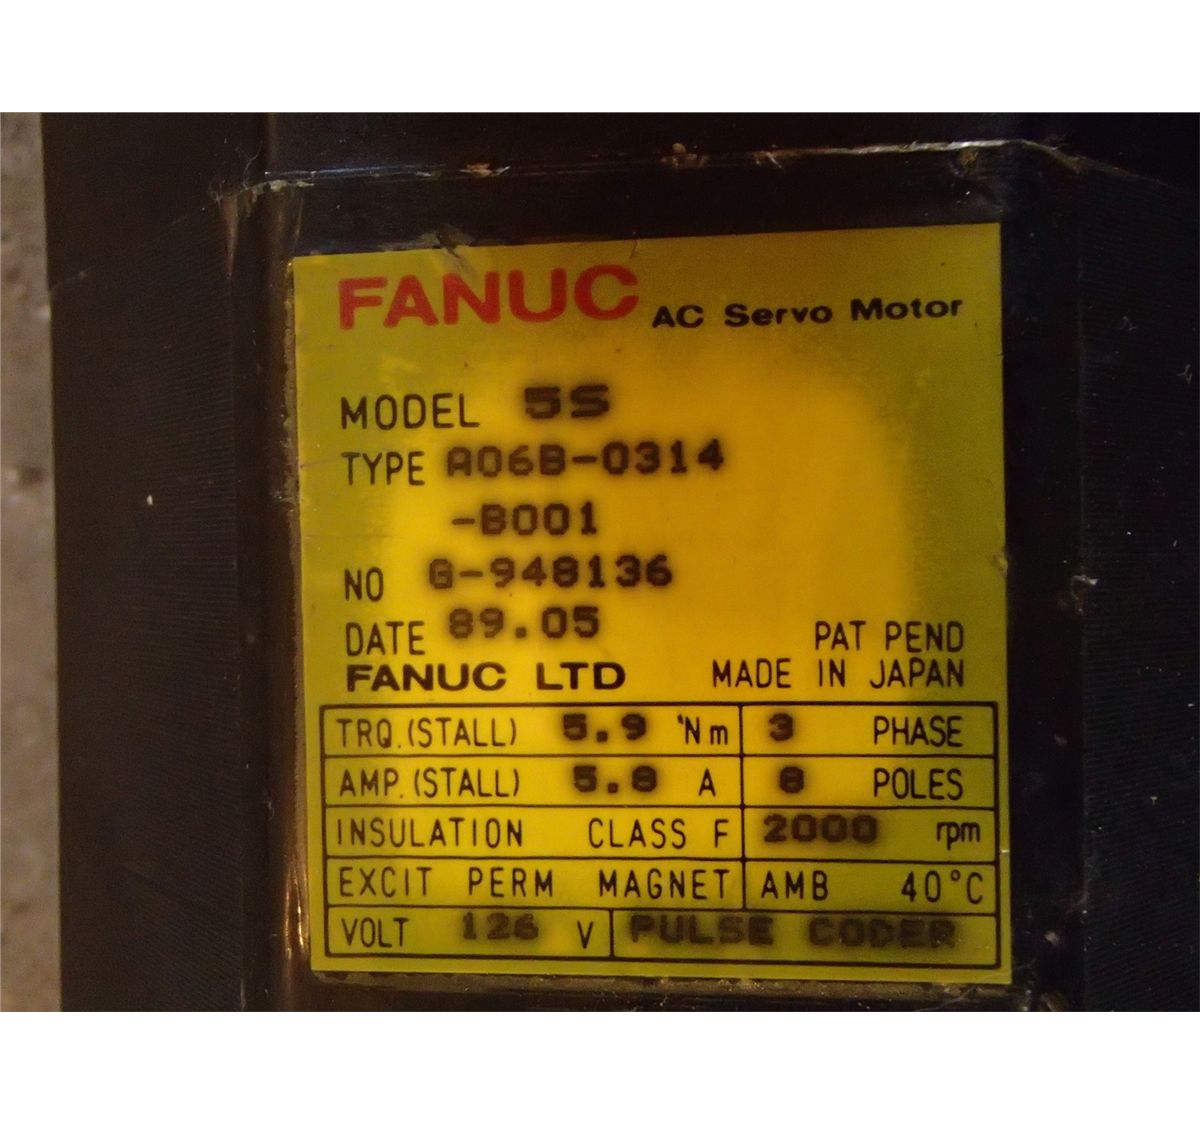 FANUC AC Servo Motor
MODEL 5S
TYPE A06B-0314
-B001
NO G-948136
DATE 89.05
PAT PEND
FANUC LTD MADE IN JAPAN
TRQ.(STALL) 5.9 Nm 3 PHASE
AMP.(STALL) 5.8 A 8 POLES
INSULATION CLASS F 2000 rpm
EXCIT PERM MAGNET AMB 40°C
VOLT 126 V PULSE CODER